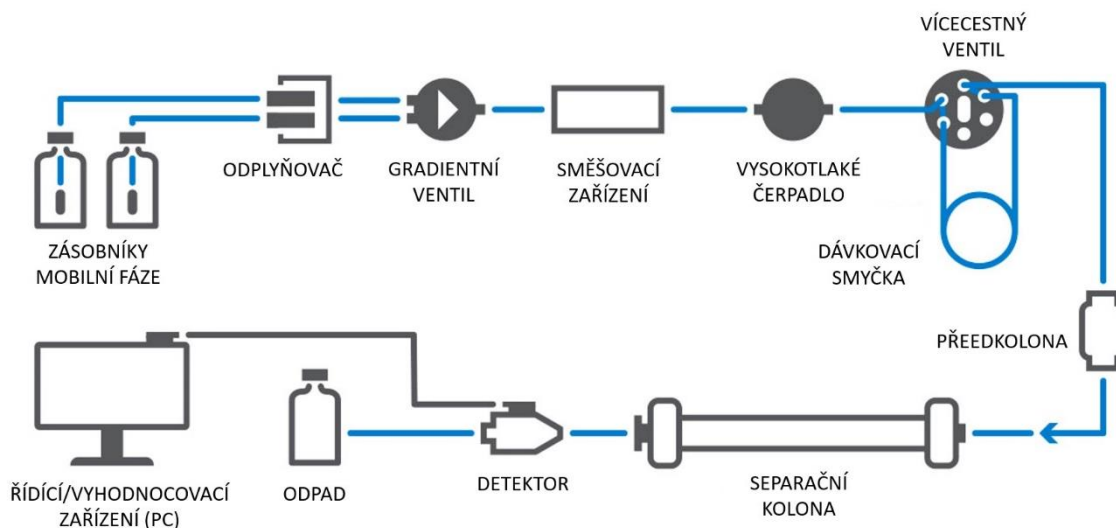 VÍCECESTNÝ
VENTIL
ODPLYŇOVAČ
GRADIENTNÍ
VENTIL
SMĚŠOVACÍ
ZAŘÍZENÍ
VYSOKOTLAKÉ
ČERPADLO
ZÁSOBNÍKY
MOBILNÍ FÁZE
DÁVKOVACÍ
SMYČKA
PŘEEDKOLONA
ŘÍDÍCÍ/VYHODNOCOVACÍ
ZAŘÍZENÍ (PC)
ODPAD
DETEKTOR
SEPARAČNÍ
KOLONA